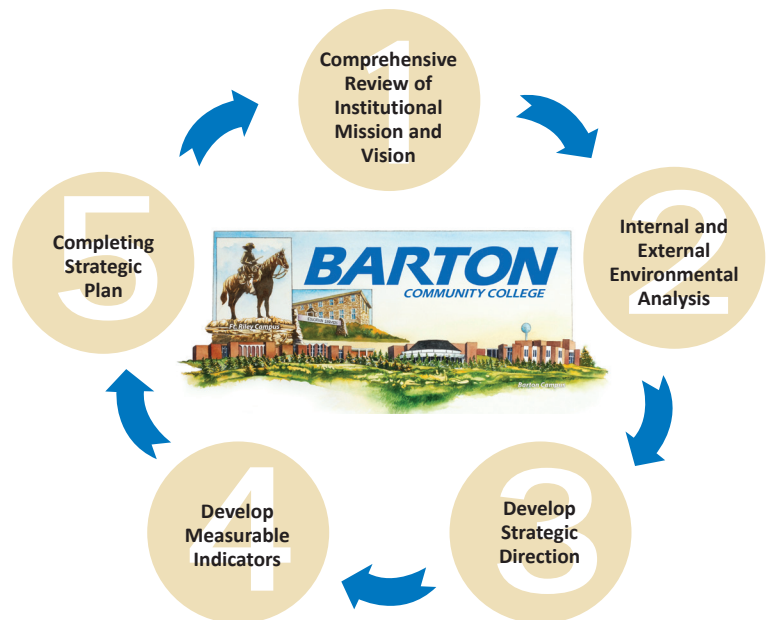 1
Comprehensive
Review of
Institutional
Mission and
Vision
2
Internal and
External
Environmental
Analysis
3
Develop
Strategic
Direction
4
Develop
Measurable
Indicators
5
Completing
Strategic
Plan
BARTON
COMMUNITY COLLEGE
Ft. Riley Campus
Barton Campus